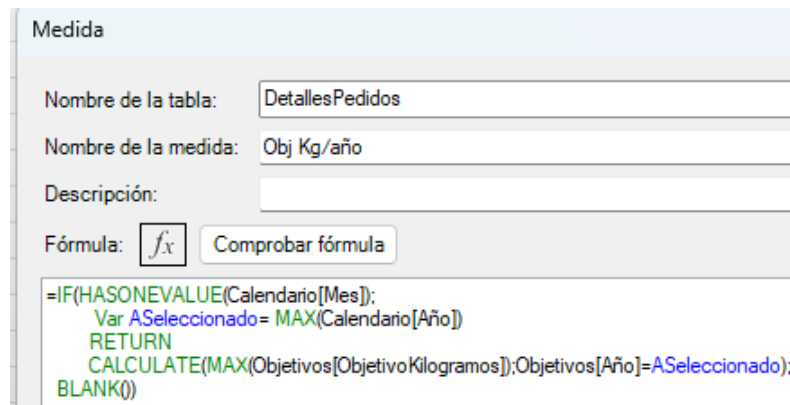 Medida
Nombre de la tabla: DetallesPedidos
Nombre de la medida: Obj Kg/año
Descripción:
Fórmula: fx Comprobar fórmula
=IF(HASONEVALUE(Calendario[Mes]);
Var ASeleccionado= MAX(Calendario[Año])
RETURN
CALCULATE(MAX(Objetivos[ObjetivoKilogramos]);Objetivos[Año]=ASeleccionado);
BLANK())